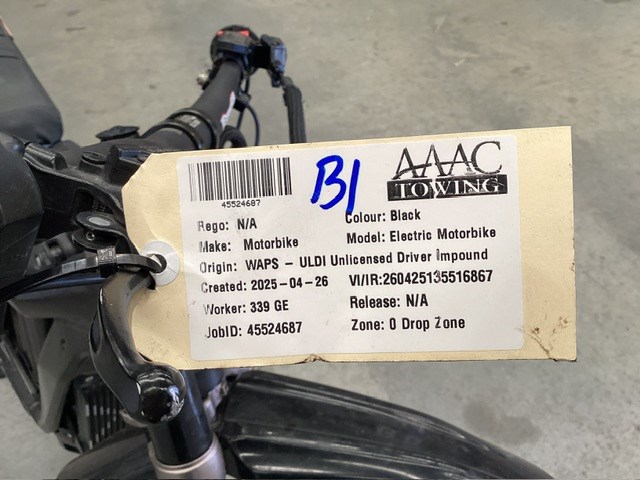 45524687
B1
AAAC
TOWING
Rego: N/A
Colour: Black
Make: Motorbike
Model: Electric Motorbike
Origin: WAPS - ULDI Unlicensed Driver Impound
Created: 2025-04-26
VI/IR:260425135516867
Worker: 339 GE
Release: N/A
JobID: 45524687
Zone: 0 Drop Zone